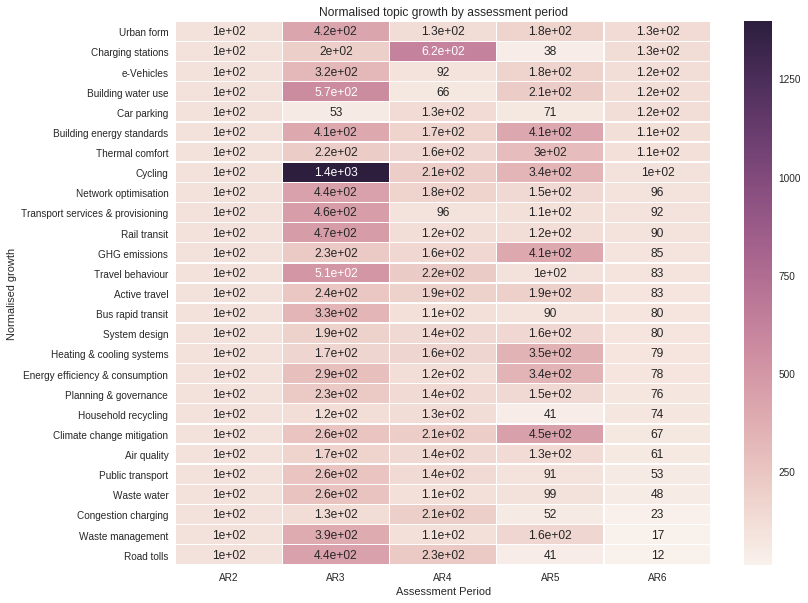 Normalised topic growth by assessment period
Normalised growth
Urban form 1e+02 4.2e+02 1.3e+02 1.8e+02 1.3e+02
Charging stations 1e+02 2e+02 6.2e+02 38 1.3e+02
e-Vehicles 1e+02 3.2e+02 92 1.8e+02 1.2e+02
Building water use 1e+02 5.7e+02 66 2.1e+02 1.2e+02
Car parking 1e+02 53 1.3e+02 71 1.2e+02
Building energy standards 1e+02 4.1e+02 1.7e+02 4.1e+02 1.1e+02
Thermal comfort 1e+02 2.2e+02 1.6e+02 3e+02 1.1e+02
Cycling 1e+02 1.4e+03 2.1e+02 3.4e+02 1e+02
Network optimisation 1e+02 4.4e+02 1.8e+02 1.5e+02 96
Transport services & provisioning 1e+02 4.6e+02 96 1.1e+02 92
Rail transit 1e+02 4.7e+02 1.2e+02 1.2e+02 90
GHG emissions 1e+02 2.3e+02 1.6e+02 4.1e+02 85
Travel behaviour 1e+02 5.1e+02 2.2e+02 1e+02 83
Active travel 1e+02 2.4e+02 1.9e+02 1.9e+02 83
Bus rapid transit 1e+02 3.3e+02 1.1e+02 90 80
System design 1e+02 1.9e+02 1.4e+02 1.6e+02 80
Heating & cooling systems 1e+02 1.7e+02 1.6e+02 3.5e+02 79
Energy efficiency & consumption 1e+02 2.9e+02 1.2e+02 3.4e+02 78
Planning & governance 1e+02 2.3e+02 1.4e+02 1.5e+02 76
Household recycling 1e+02 1.2e+02 1.3e+02 41 74
Climate change mitigation 1e+02 2.6e+02 2.1e+02 4.5e+02 67
Air quality 1e+02 1.7e+02 1.4e+02 1.3e+02 61
Public transport 1e+02 2.6e+02 1.4e+02 91 53
Waste water 1e+02 2.6e+02 1.1e+02 99 48
Congestion charging 1e+02 1.3e+02 2.1e+02 52 23
Waste management 1e+02 3.9e+02 1.1e+02 1.6e+02 17
Road tolls 1e+02 4.4e+02 2.3e+02 41 12
AR2 AR3 AR4 AR5 AR6
Assessment Period
1250
1000
750
500
250